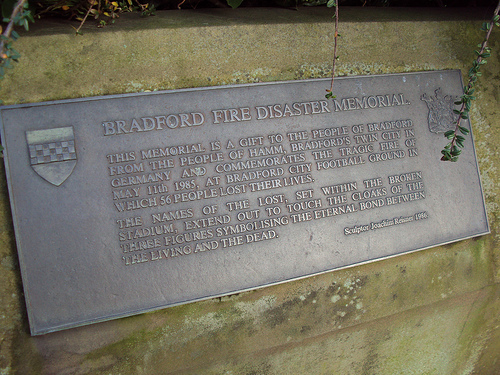 BRADFORD FIRE DISASTER MEMORIAL.
THIS MEMORIAL IS A GIFT TO THE PEOPLE OF BRADFORD
FROM THE PEOPLE OF HAMM, BRADFORD'S TWIN CITY IN
GERMANY AND COMMEMORATES THE TRAGIC FIRE OF
MAY 11th 1985, AT BRADFORD CITY FOOTBALL GROUND IN
WHICH 56 PEOPLE LOST THEIR LIVES.
THE NAMES OF THE LOST, SET WITHIN THE BROKEN
STADIUM, EXTEND OUT TO TOUCH THE CLOAKS OF THE
THREE FIGURES SYMBOLISING THE ETERNAL BOND BETWEEN
THE LIVING AND THE DEAD.
Sculptor Joachim 1986.